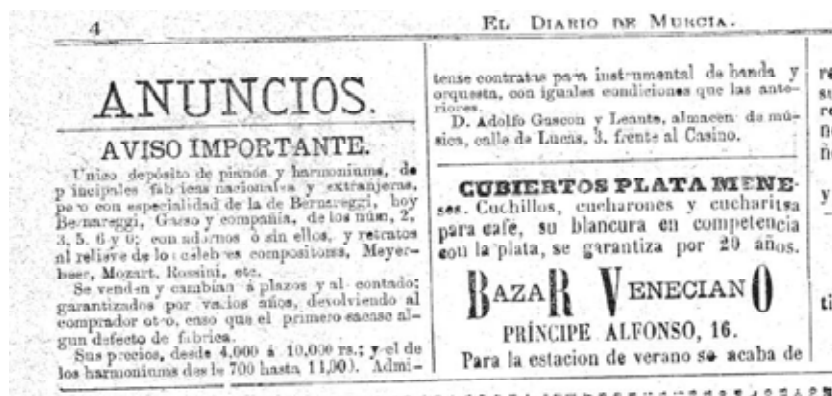 4
EL DIARIO DE MURCIA.
ANUNCIOS.
AVISO IMPORTANTE.
Unico depósito de pianos y harmoniums, de
p incipales fábricas nacionales y extranjeras,
pero con especialidad de la de Bernareggi, hoy
Bernareggi, Gasso y compañía, de los núm, 2,
3, 5, 6 y 6; con adornos ó sin ellos, y retratos
al relieve de los célebres compositores, Meyer-
beer, Mozart, Rossini, etc.
Se venden y cambian á plazos y al contado;
garantizados por varios años, devolviendo al
comprador otro, caso que el primero sacase al-
gun defecto de fábrica.
Sus precios, desde 4,000 á 10,000 rs.; y el de
los harmoniums desde 700 hasta 11,000. Admi-
tense contratas para instrumental de banda y
orquesta, con iguales condiciones que las ante-
riores.
D. Adolfo Gascon y Leante, almacen de mú-
sica, calle de Lucas, 3, frente al Casino.
CUBIERTOS PLATA MENE-
ses. Cuchillos, cucharones y cucharitsa
para café, su blancura en competencia
con la plata, se garantiza por 20 años.
BAZAR VENECIANO
PRÍNCIPE ALFONSO, 16.
Para la estacion de verano se acaba de